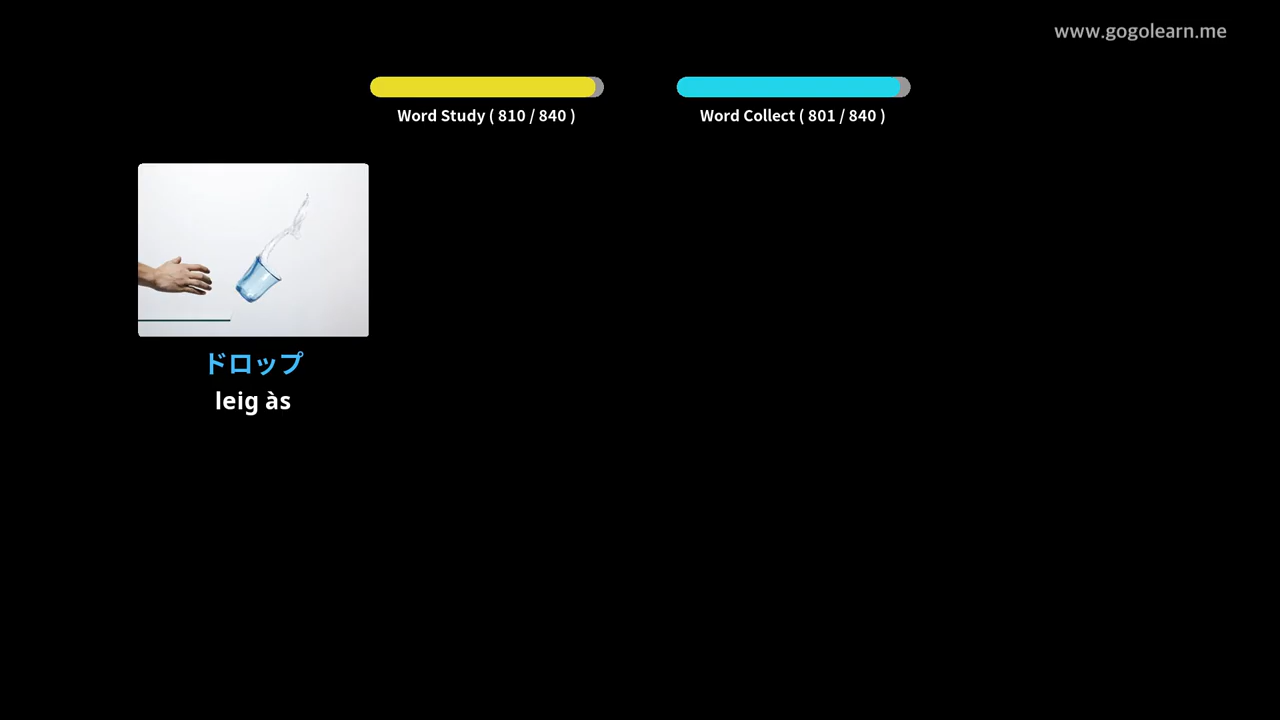 www.gogolearn.me
Word Study ( 810 / 840 )
Word Collect ( 801 / 840 )
ドロップ
leig às